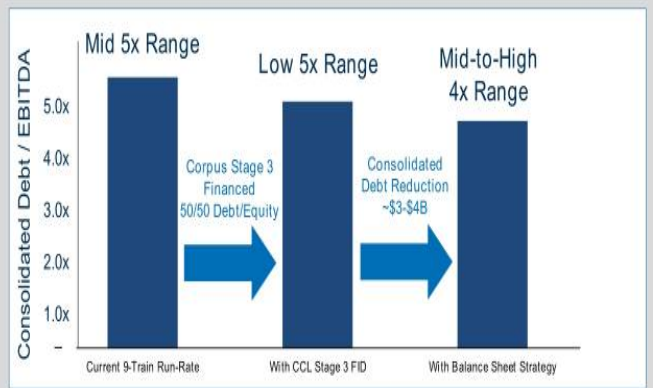 Mid 5x Range
Low 5x Range
Mid-to-High
4x Range
Consolidated Debt / EBITDA
5.0x
4.0x
3.0x
2.0x
1.0x
–
Corpus Stage 3
Financed
50/50 Debt/Equity
Consolidated
Debt Reduction
~$3-$4B
Current 9-Train Run-Rate
With CCL Stage 3 FID
With Balance Sheet Strategy